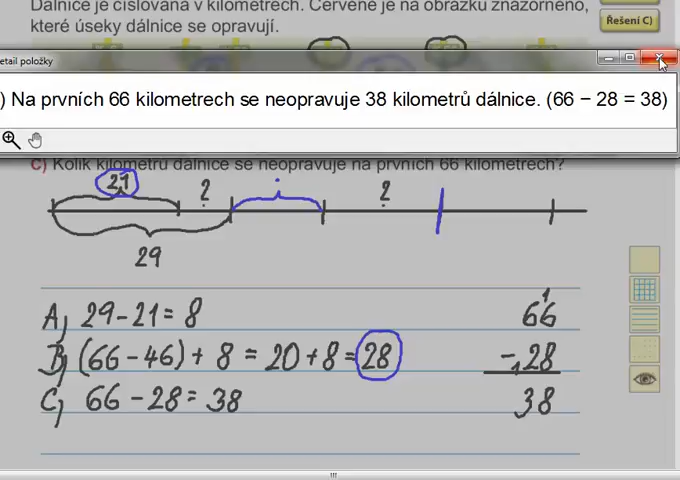 Dálnice je číslována v kilometrech. Červeně je na obrázku znázorněno,
které úseky dálnice se opravují.
Řešení C)
etail položky
) Na prvních 66 kilometrech se neopravuje 38 kilometrů dálnice. (66 − 28 = 38)
C) Kolik kilometrů dálnice se neopravuje na prvních 66 kilometrech?
21 ? ?
29
A) 29 - 21 = 8
B) (66 - 46) + 8 = 20 + 8 = 28
C) 66 - 28 = 38
1
66
- 1 28
38